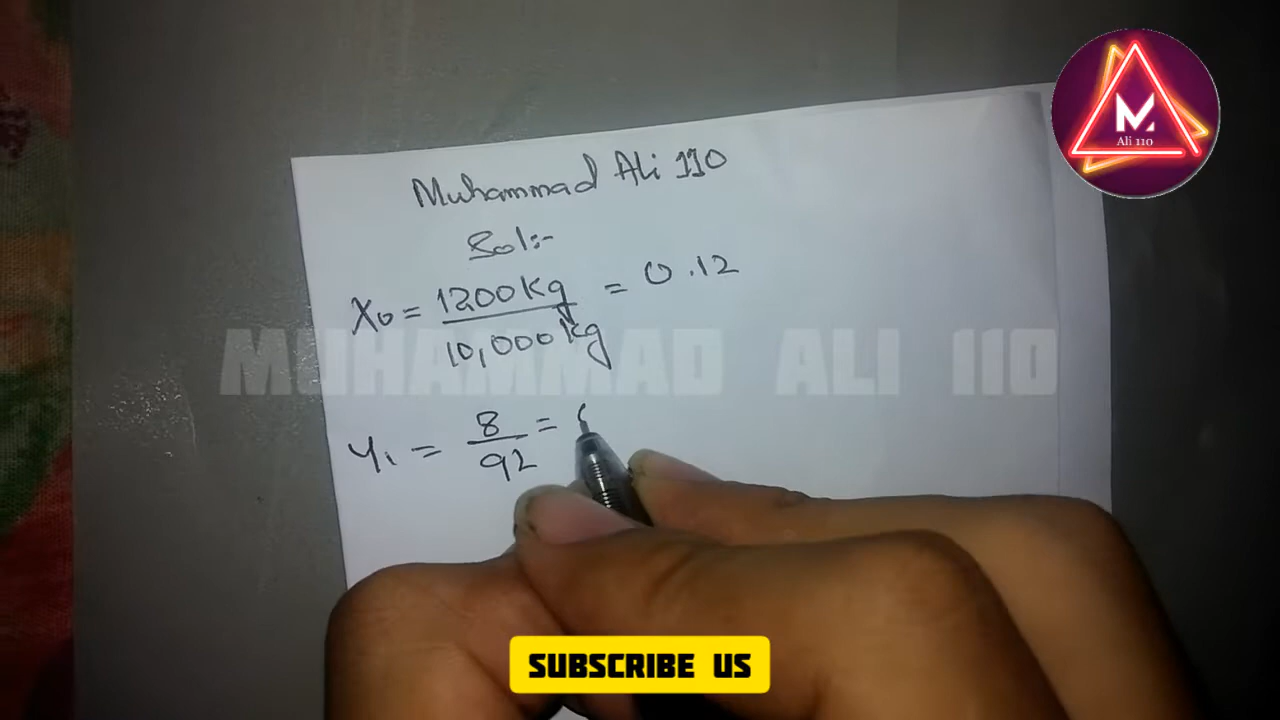 M
Ali 110
Muhammad Ali 110
Sol:-
X₀ = 1200 kg / 10,000 kg = 0.12
MUHAMMAD ALI 110
Y₁ = 8 / 92 =
SUBSCRIBE US